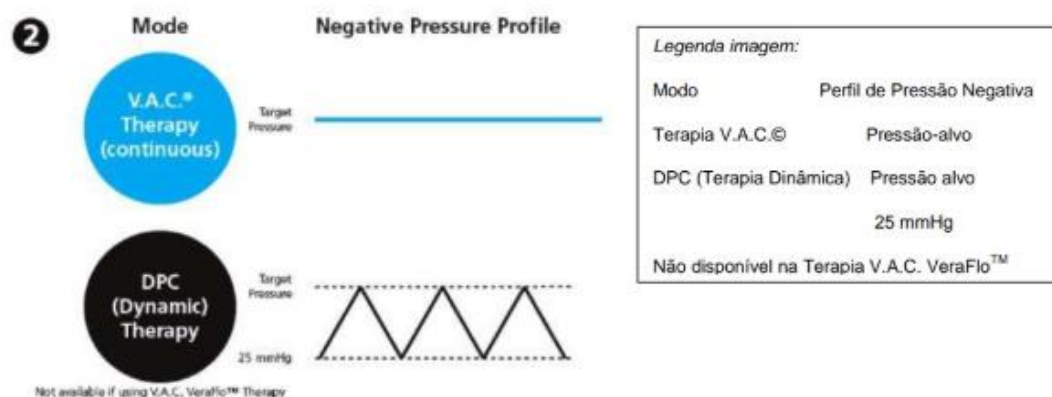 2
Mode
Negative Pressure Profile
V.A.C.®
Therapy
(continuous)
Target
Pressure
DPC
(Dynamic)
Therapy
Target
Pressure
25 mmHg
Not available if using V.A.C. VeraFlo™ Therapy
Legenda imagem:
Modo Perfil de Pressão Negativa
Terapia V.A.C.© Pressão-alvo
DPC (Terapia Dinâmica) Pressão alvo
25 mmHg
Não disponível na Terapia V.A.C. VeraFlo™